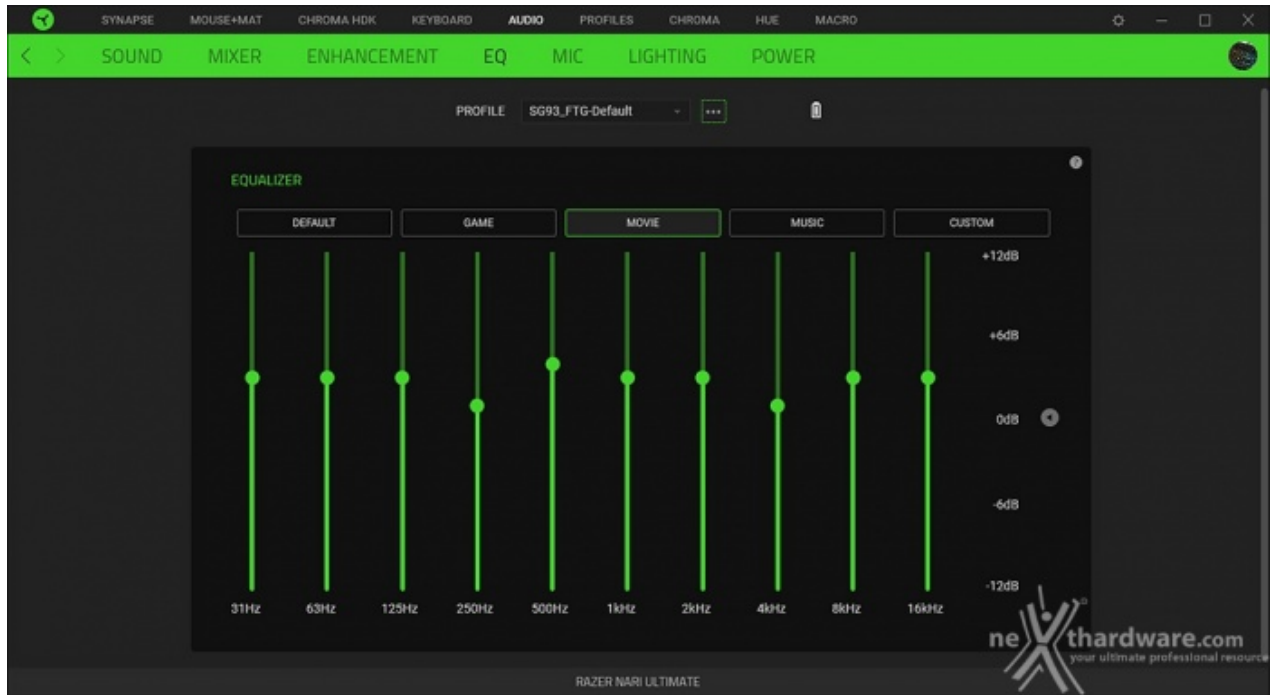 SYNAPSE MOUSE+MAT CHROMA HDK KEYBOARD AUDIO PROFILES CHROMA HUE MACRO
SOUND MIXER ENHANCEMENT EQ MIC LIGHTING POWER
PROFILE SG93_FTG-Default
EQUALIZER
DEFAULT GAME MOVIE MUSIC CUSTOM
+12dB
+6dB
0dB
-6dB
-12dB
31Hz 63Hz 125Hz 250Hz 500Hz 1kHz 2kHz 4kHz 8kHz 16kHz
nexthardware.com
your ultimate professional resource
RAZER NARI ULTIMATE